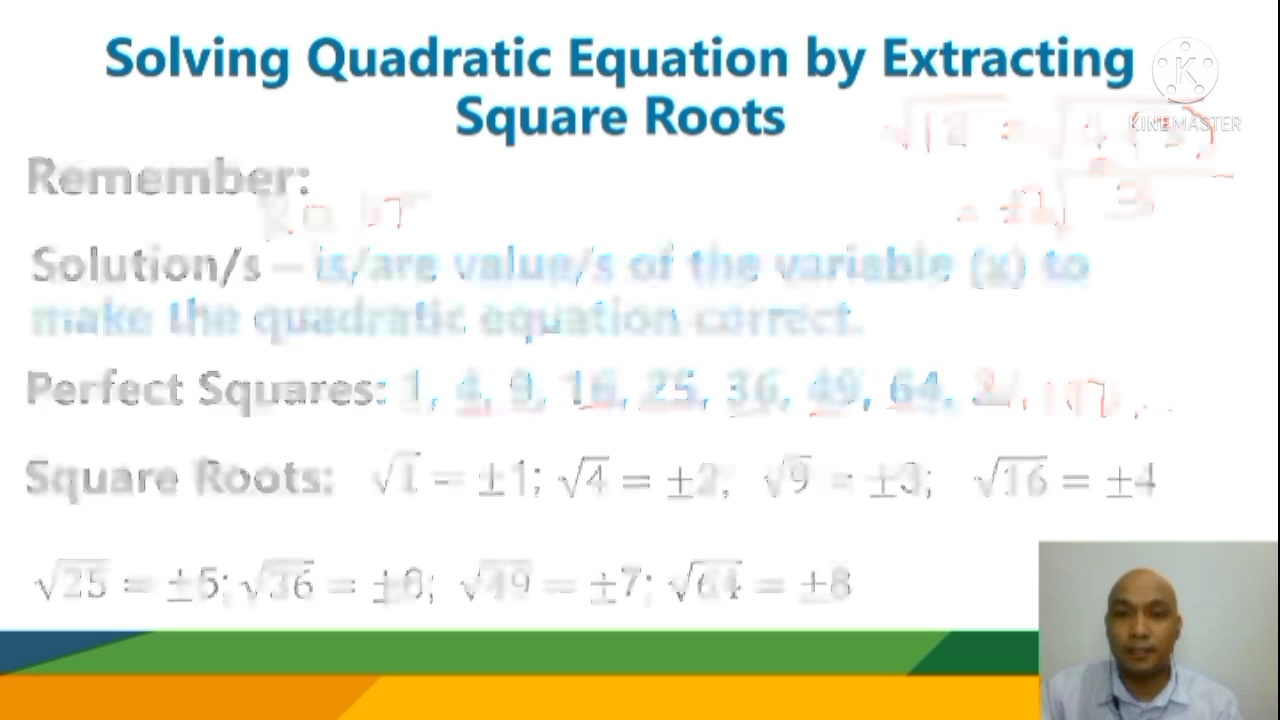 Solving Quadratic Equation by Extracting
Square Roots
KINEMASTER
Remember:
Solution/s – is/are value/s of the variable (x) to
make the quadratic equation correct.
Perfect Squares: 1, 4, 9, 16, 25, 36, 49, 64,
Square Roots: √1 = ±1; √4 = ±2; √9 = ±3; √16 = ±4
√25 = ±5; √36 = ±6; √49 = ±7; √64 = ±8